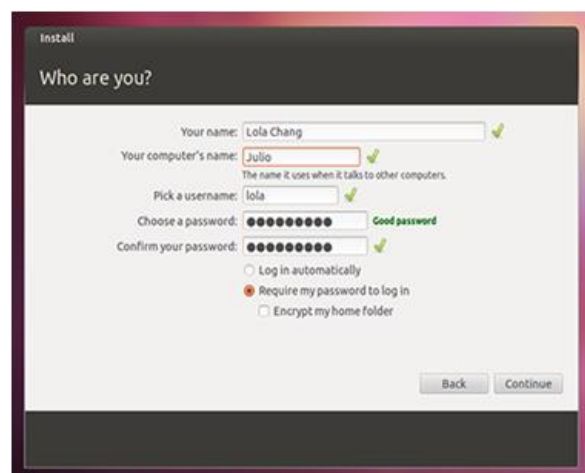 Install
Who are you?
Your name: Lola Chang
Your computer's name: Julio
The name it uses when it talks to other computers.
Pick a username: lola
Choose a password: ●●●●●●●●● Good password
Confirm your password: ●●●●●●●●●
Log in automatically
Require my password to log in
Encrypt my home folder
Back Continue